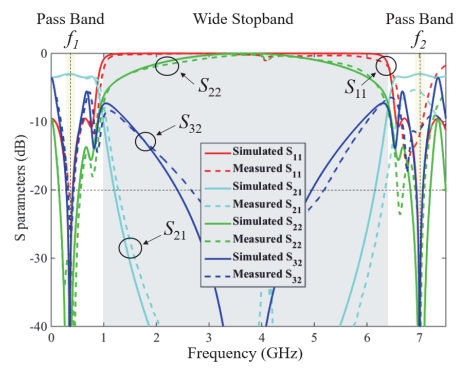 Pass Band Wide Stopband Pass Band
f1 f2
0
-10
-20
-30
-40
S parameters (dB)
S22
S11
S32
S21
Simulated S11
Measured S11
Simulated S21
Measured S21
Simulated S22
Measured S22
Simulated S32
Measured S32
0 1 2 3 4 5 6 7
Frequency (GHz)